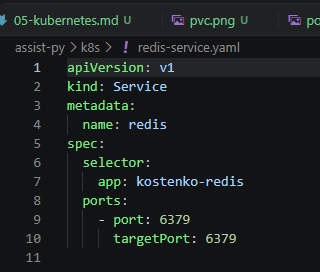 05-kubernetes.md pvc.png po
assist-py > k8s > redis-service.yaml
1 apiVersion: v1
2 kind: Service
3 metadata:
4   name: redis
5 spec:
6   selector:
7     app: kostenko-redis
8   ports:
9     - port: 6379
10       targetPort: 6379
11